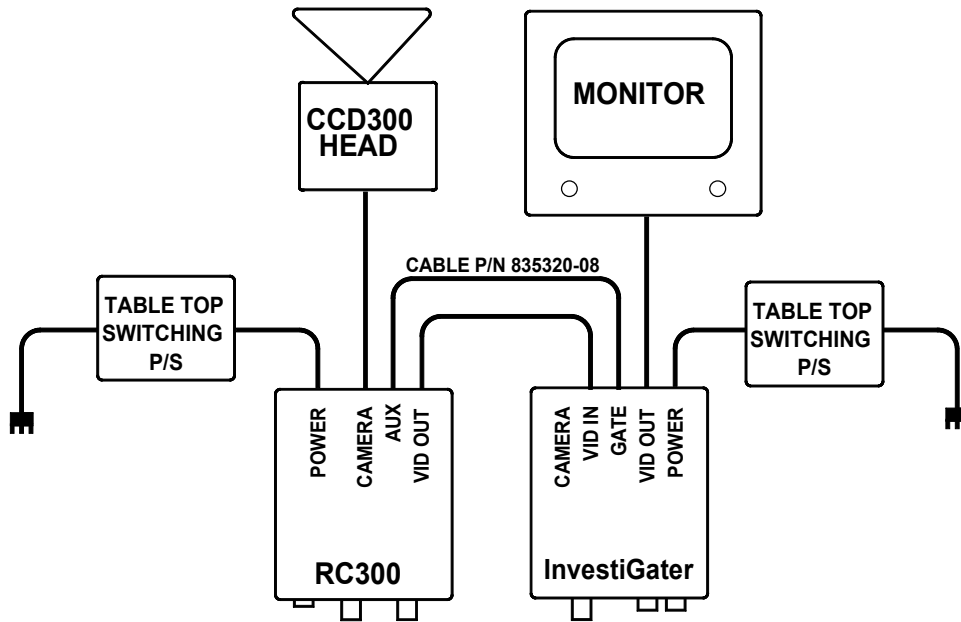 CCD300
HEAD
MONITOR
CABLE P/N 835320-08
TABLE TOP
SWITCHING
P/S
TABLE TOP
SWITCHING
P/S
POWER
CAMERA
AUX
VID OUT
CAMERA
VID IN
GATE
VID OUT
POWER
RC300
InvestiGater